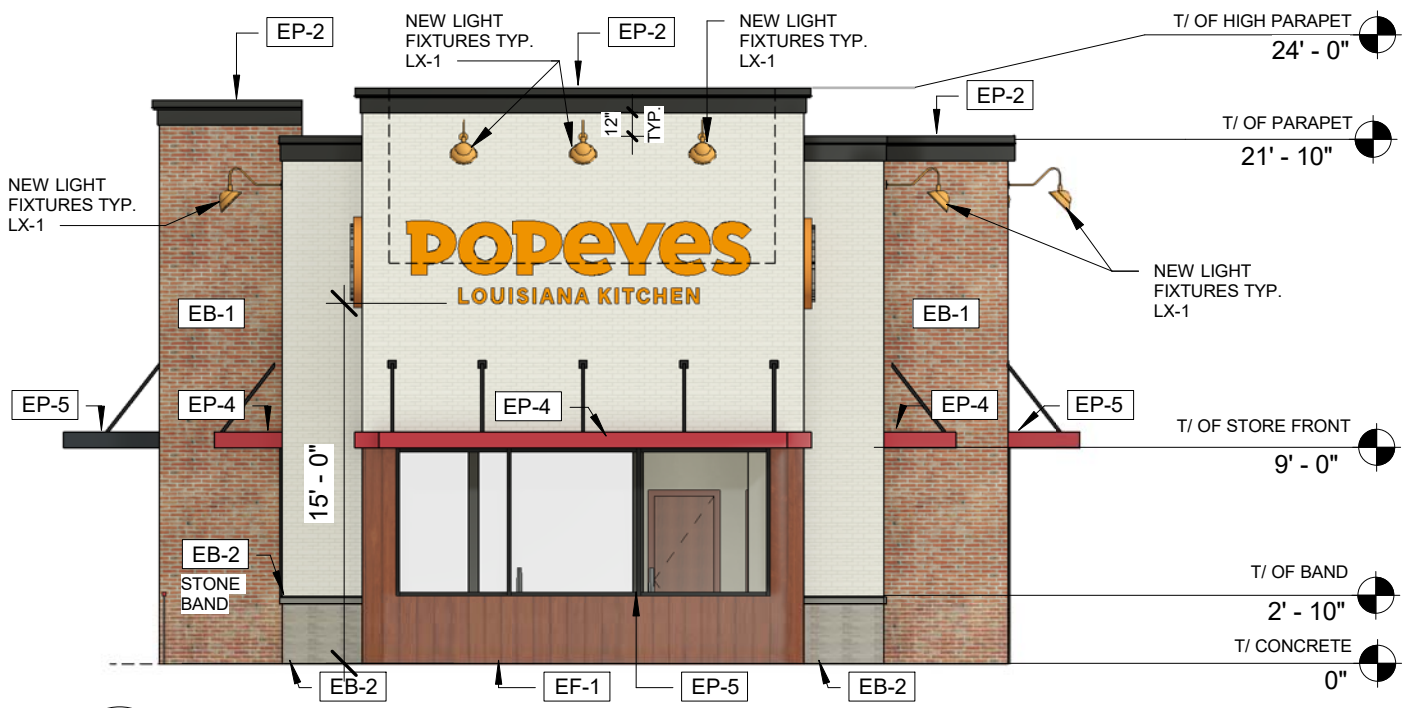 EP-2
NEW LIGHT
FIXTURES TYP.
LX-1
EP-2
NEW LIGHT
FIXTURES TYP.
LX-1
T/ OF HIGH PARAPET
24' - 0"
EP-2
12"
TYP.
T/ OF PARAPET
21' - 10"
NEW LIGHT
FIXTURES TYP.
LX-1
POPEYES
LOUISIANA KITCHEN
NEW LIGHT
FIXTURES TYP.
LX-1
EB-1
EB-1
EP-5
EP-4
EP-4
EP-4
EP-5
T/ OF STORE FRONT
9' - 0"
15' - 0"
EB-2
STONE
BAND
T/ OF BAND
2' - 10"
T/ CONCRETE
0"
EB-2
EF-1
EP-5
EB-2